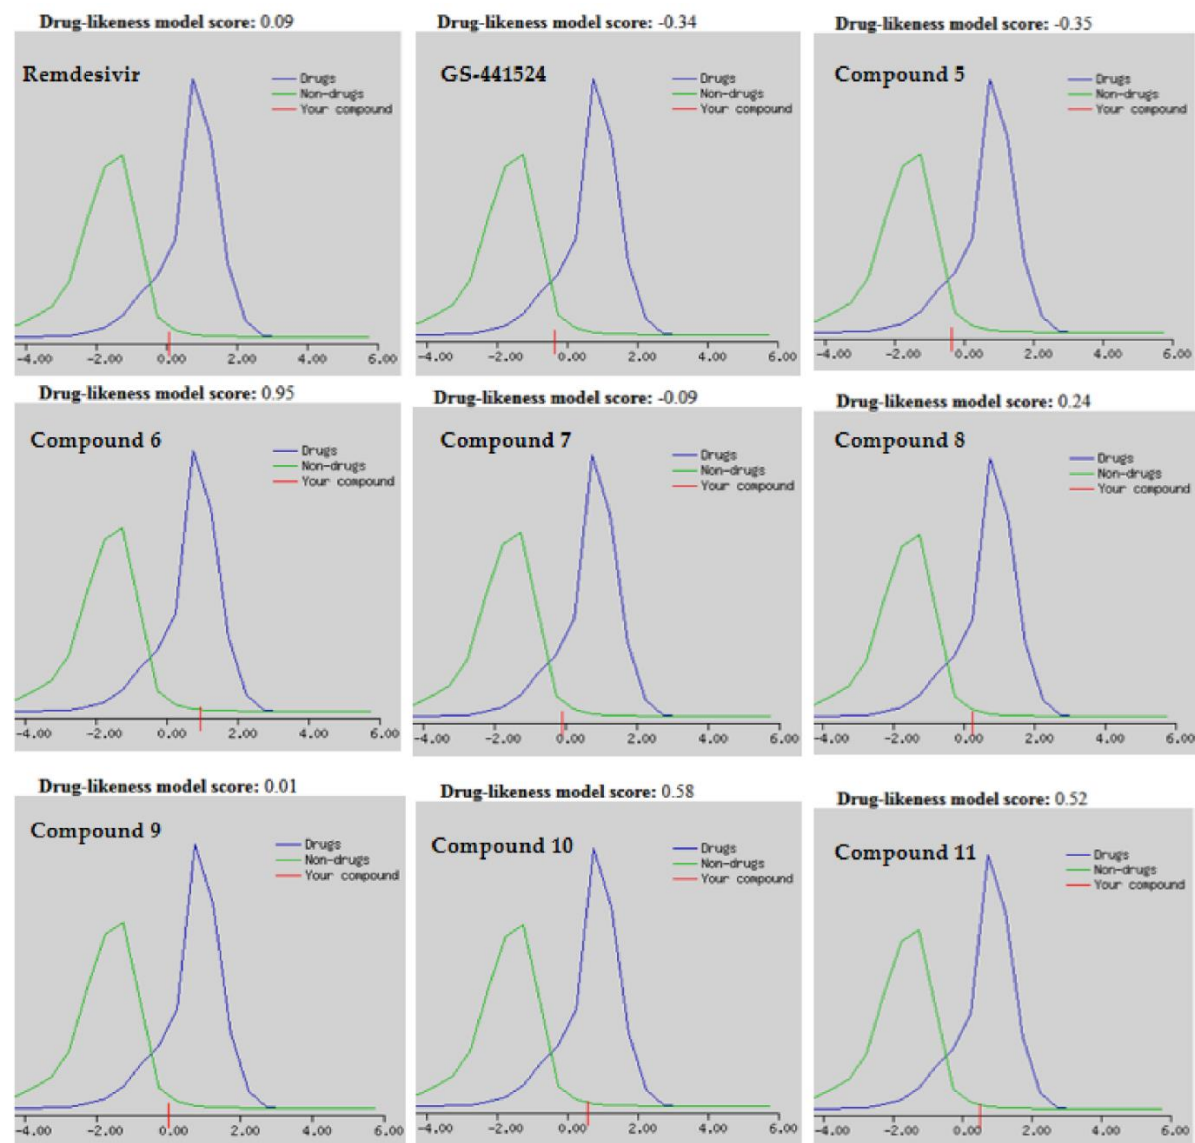 Drug-likeness model score: 0.09
Remdesivir
Drugs
Non-drugs
Your compound
-4.00 -2.00 0.00 2.00 4.00 6.00
Drug-likeness model score: -0.34
GS-441524
Drugs
Non-drugs
Your compound
-4.00 -2.00 0.00 2.00 4.00 6.00
Drug-likeness model score: -0.35
Compound 5
Drugs
Non-drugs
Your compound
-4.00 -2.00 0.00 2.00 4.00 6.00
Drug-likeness model score: 0.95
Compound 6
Drugs
Non-drugs
Your compound
-4.00 -2.00 0.00 2.00 4.00 6.00
Drug-likeness model score: -0.09
Compound 7
Drugs
Non-drugs
Your compound
-4.00 -2.00 0.00 2.00 4.00 6.00
Drug-likeness model score: 0.24
Compound 8
Drugs
Non-drugs
Your compound
-4.00 -2.00 0.00 2.00 4.00 6.00
Drug-likeness model score: 0.01
Compound 9
Drugs
Non-drugs
Your compound
-4.00 -2.00 0.00 2.00 4.00 6.00
Drug-likeness model score: 0.58
Compound 10
Drugs
Non-drugs
Your compound
-4.00 -2.00 0.00 2.00 4.00 6.00
Drug-likeness model score: 0.52
Compound 11
Drugs
Non-drugs
Your compound
-4.00 -2.00 0.00 2.00 4.00 6.00